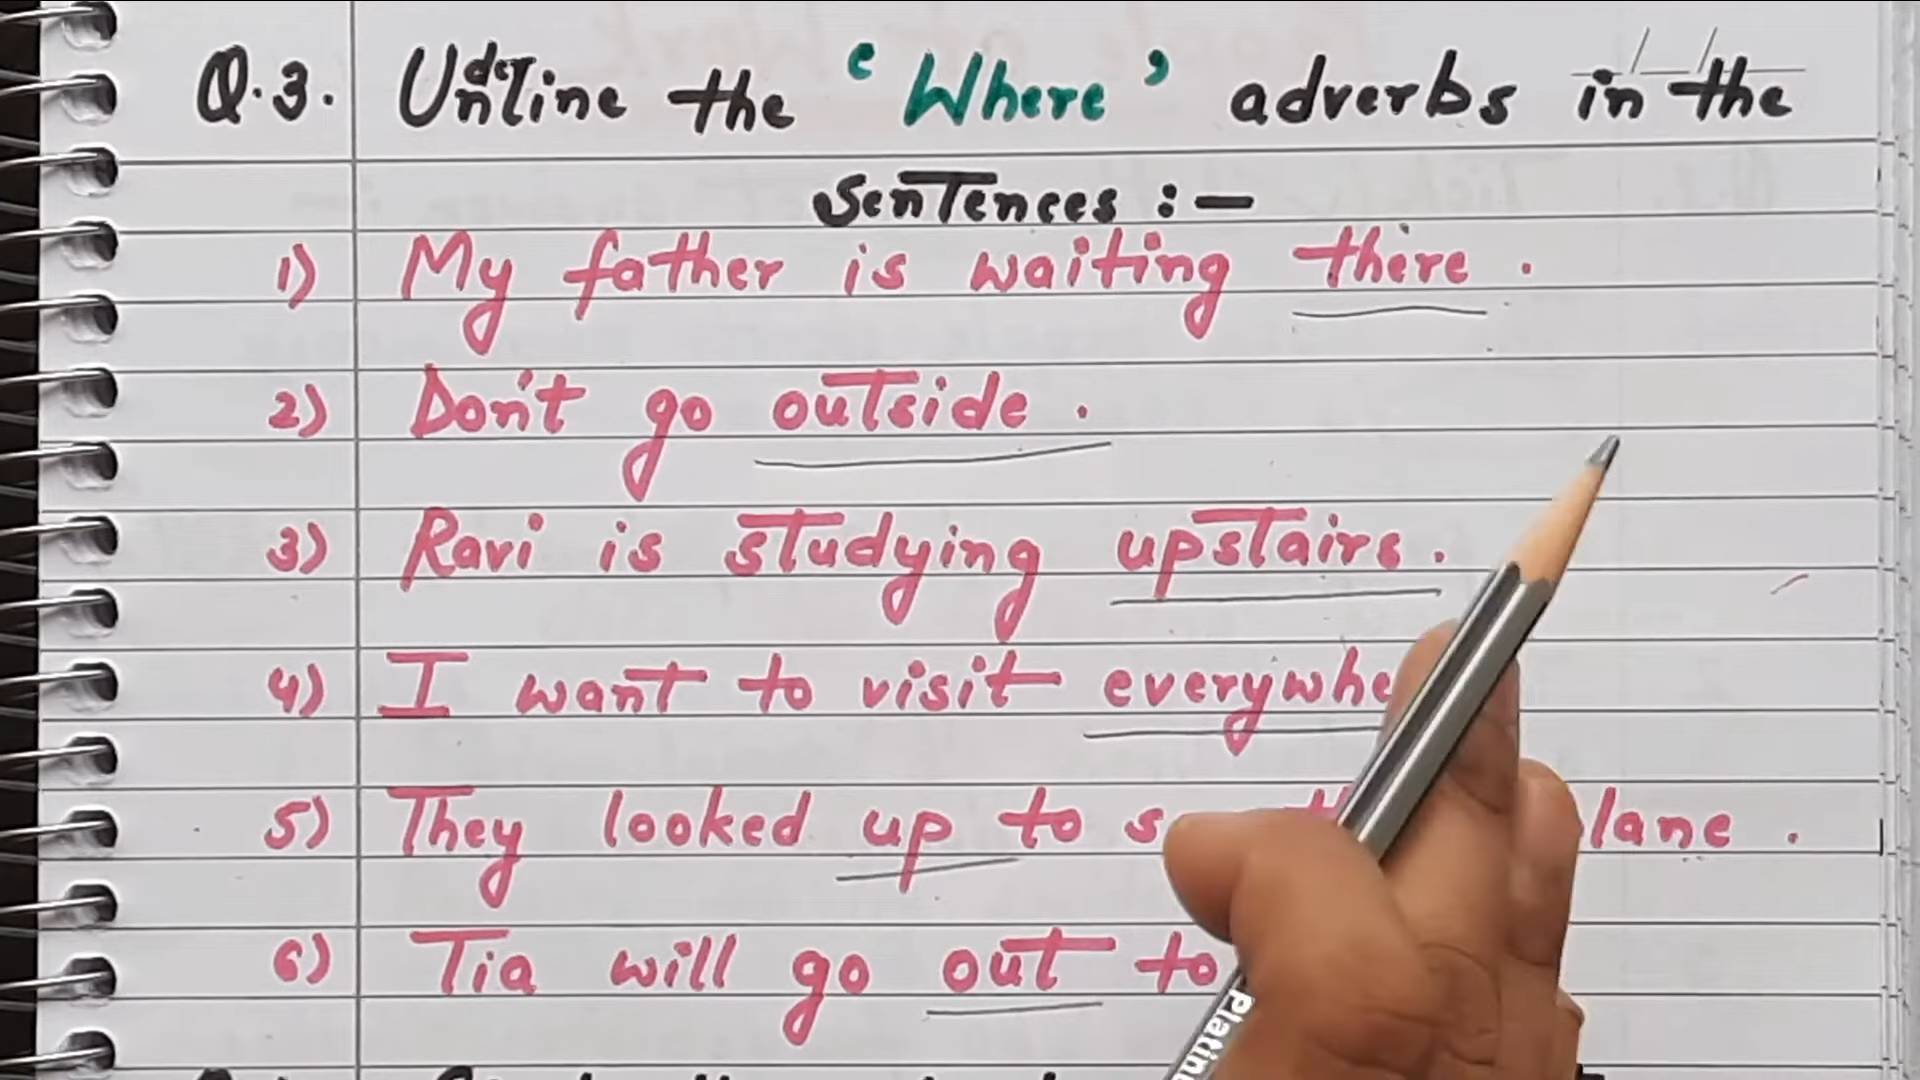 Q.3. Underline the 'Where' adverbs in the
sentences :-
1) My father is waiting there .
2) Don't go outside .
3) Ravi is studying upstairs .
4) I want to visit
5) They looked up to
6) Tia will go out to